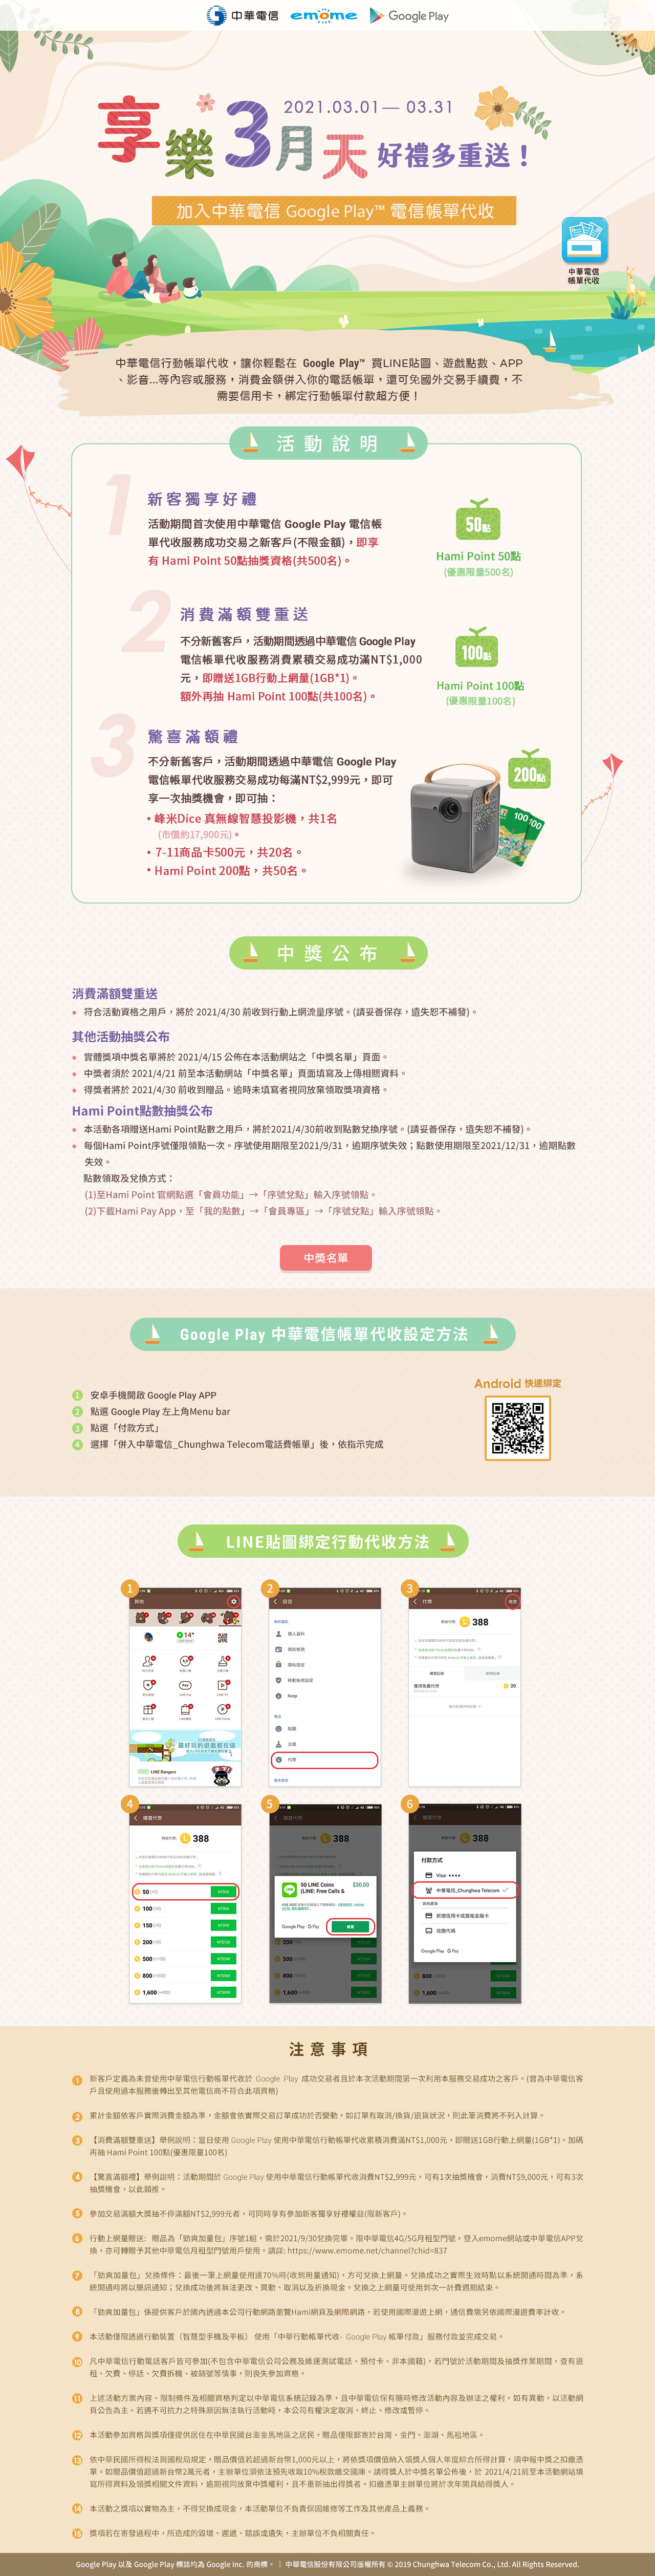 中華電信 emome Google Play
2021.03.01— 03.31
享樂3月天 好禮多重送！
加入中華電信 Google Play™ 電信帳單代收
中華電信
帳單代收
中華電信行動帳單代收，讓你輕鬆在 Google Play™ 買LINE貼圖、遊戲點數、APP
、影音...等內容或服務，消費金額併入你的電話帳單，還可免國外交易手續費，不
需要信用卡，綁定行動帳單付款超方便！
活動說明
1
新客獨享好禮
活動期間首次使用中華電信 Google Play 電信帳
單代收服務成功交易之新客戶(不限金額)，即享
有 Hami Point 50點抽獎資格(共500名)。
50點
Hami Point 50點
(優惠限量500名)
2
消費滿額雙重送
不分新舊客戶，活動期間透過中華電信 Google Play
電信帳單代收服務消費累積交易成功滿NT$1,000
元，即贈送1GB行動上網量(1GB*1)。
額外再抽 Hami Point 100點(共100名)。
100點
Hami Point 100點
(優惠限量100名)
3
驚喜滿額禮
不分新舊客戶，活動期間透過中華電信 Google Play
電信帳單代收服務交易成功每滿NT$2,999元，即可
享一次抽獎機會，即可抽：
• 峰米Dice 真無線智慧投影機，共1名
(市價約17,900元)。
• 7-11商品卡500元，共20名。
• Hami Point 200點，共50名。
200點
100 100
中獎公布
消費滿額雙重送
符合活動資格之用戶，將於 2021/4/30 前收到行動上網流量序號。(請妥善保存，遺失恕不補發)。
其他活動抽獎公布
實體獎項中獎名單將於 2021/4/15 公佈在本活動網站之「中獎名單」頁面。
中獎者須於 2021/4/21 前至本活動網站「中獎名單」頁面填寫及上傳相關資料。
得獎者將於 2021/4/30 前收到贈品。逾時未填寫者視同放棄領取獎項資格。
Hami Point點數抽獎公布
本活動各項贈送Hami Point點數之用戶，將於2021/4/30前收到點數兌換序號。(請妥善保存，遺失恕不補發)。
每個Hami Point序號僅限領點一次。序號使用期限至2021/9/31，逾期序號失效；點數使用期限至2021/12/31，逾期點數
失效。
點數領取及兌換方式：
(1)至Hami Point 官網點選「會員功能」→「序號兌點」輸入序號領點。
(2)下載Hami Pay App，至「我的點數」→「會員專區」→「序號兌點」輸入序號領點。
中獎名單
Google Play 中華電信帳單代收設定方法
1 安卓手機開啟 Google Play APP
2 點選 Google Play 左上角Menu bar
3 點選「付款方式」
4 選擇「併入中華電信_Chunghwa Telecom電話費帳單」後，依指示完成
Android 快速綁定
LINE貼圖綁定行動代收方法
1
其他
LINE Rangers
2
設定
個人資料
我的帳號
隱私設定
移動帳號設定
Keep
貼圖
主題
代幣
3
代幣
388
20
4
購買代幣
388
50
100
150
200
500
800
1,600
5
388
50 LINE Coins
(LINE: Free Calls &
$30.00
Google Play G Pay
200
500
800
1,600
6
388
付款方式
Visa- ••••
中華電信_Chunghwa Telecom
新增信用卡或簽帳金融卡
兌換代碼
Google Play G Pay
800
1,600
注意事項
1 新客戶定義為未曾使用中華電信行動帳單代收於 Google Play 成功交易者且於本次活動期間第一次利用本服務交易成功之客戶。(曾為中華電信客
戶且使用過本服務後轉出至其他電信商不符合此項資格)
2 累計金額依客戶實際消費金額為準，金額會依實際交易訂單成功於否變動，如訂單有取消/換貨/退貨狀況，則此筆消費將不列入計算。
3 【消費滿額雙重送】舉例說明：當日使用 Google Play 使用中華電信行動帳單代收累積消費滿NT$1,000元，即贈送1GB行動上網量(1GB*1)。加碼
再抽 Hami Point 100點(優惠限量100名)
4 【驚喜滿額禮】舉例說明：活動期間於 Google Play 使用中華電信行動帳單代收消費NT$2,999元，可有1次抽獎機會，消費NT$9,000元，可有3次
抽獎機會，以此類推。
5 參加交易滿額大獎抽不停滿額NT$2,999元者，可同時享有參加新客獨享好禮權益(限新客戶)。
6 行動上網量贈送: 贈品為「勁爽加量包」序號1組，需於2021/9/30兌換完畢。限中華電信4G/5G月租型門號，登入emome網站或中華電信APP兌
換，亦可轉贈予其他中華電信月租型門號用戶使用。請詳: https://www.emome.net/channel?chid=837
7 「勁爽加量包」兌換條件：最後一筆上網量使用達70%時(收到用量通知)，方可兌換上網量。兌換成功之實際生效時點以系統開通時間為準，系
統開通時將以簡訊通知；兌換成功後將無法更改、異動、取消以及折換現金。兌換之上網量可使用到次一計費週期結束。
8 「勁爽加量包」係提供客戶於國內透過本公司行動網路瀏覽Hami網頁及網際網路，若使用國際漫遊上網，通信費需另依國際漫遊費率計收。
9 本活動僅限透過行動裝置（智慧型手機及平板） 使用「中華行動帳單代收- Google Play 帳單付款」服務付款並完成交易。
10 凡中華電信行動電話客戶皆可參加(不包含中華電信公司公務及維運測試電話、預付卡、非本國籍)，若門號於活動期間及抽獎作業期間，查有退
租、欠費、停話、欠費拆機、被銷號等情事，則喪失參加資格。
11 上述活動方案內容、限制條件及相關資格判定以中華電信系統記錄為準，且中華電信保有隨時修改活動內容及辦法之權利，如有異動，以活動網
頁公告為主。若遇不可抗力之特殊原因無法執行活動時，本公司有權決定取消、終止、修改或暫停。
12 本活動參加資格與獎項僅提供居住在中華民國台澎金馬地區之居民，贈品僅限郵寄於台灣、金門、澎湖、馬祖地區。
13 依中華民國所得稅法與國稅局規定，贈品價值若超過新台幣1,000元以上，將依獎項價值納入領獎人個人年度綜合所得計算，須申報中獎之扣繳憑
單。如贈品價值超過新台幣2萬元者，主辦單位須依法預先收取10%稅款繳交國庫。請得獎人於中獎名單公佈後，於 2021/4/21前至本活動網站填
寫所得資料及領獎相關文件資料，逾期視同放棄中獎權利，且不重新抽出得獎者。扣繳憑單主辦單位將於次年開具給得獎人。
14 本活動之獎項以實物為主，不得兌換成現金，本活動單位不負責保固維修等工作及其他產品上義務。
15 獎項若在寄發過程中，所造成的毀壞、遲遞、錯誤或遺失，主辦單位不負相關責任。
Google Play 以及 Google Play 標誌均為 Google Inc. 的商標。 | 中華電信股份有限公司版權所有 © 2019 Chunghwa Telecom Co., Ltd. All Rights Reserved.